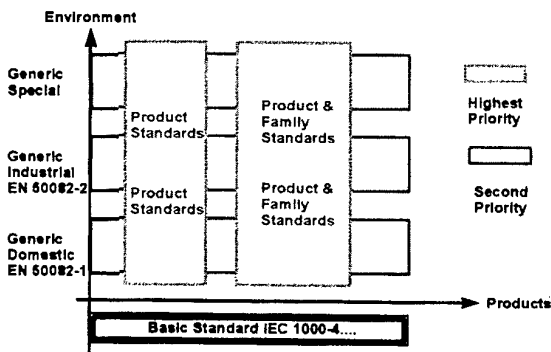 Environment
Generic
Special
Generic
Industrial
EN 50082-2
Generic
Domestic
EN 50082-1
Product
Standards
Product
Standards
Product &
Family
Standards
Product &
Family
Standards
Highest
Priority
Second
Priority
Products
Basic Standard IEC 1000-4....